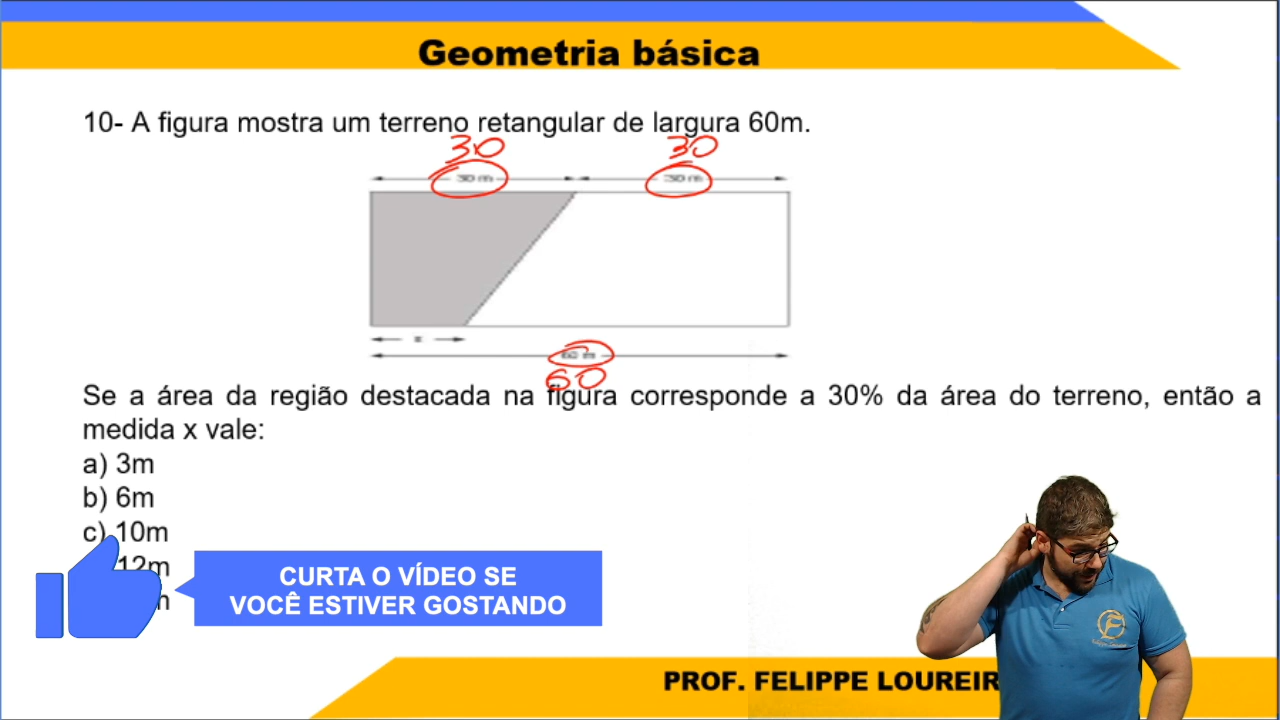 Geometria básica
10- A figura mostra um terreno retangular de largura 60m.
30 30
30 m 30 m
x
60 m
60
Se a área da região destacada na figura corresponde a 30% da área do terreno, então a
medida x vale:
a) 3m
b) 6m
c) 10m
12m
CURTA O VÍDEO SE
VOCÊ ESTIVER GOSTANDO
PROF. FELIPPE LOUREIR